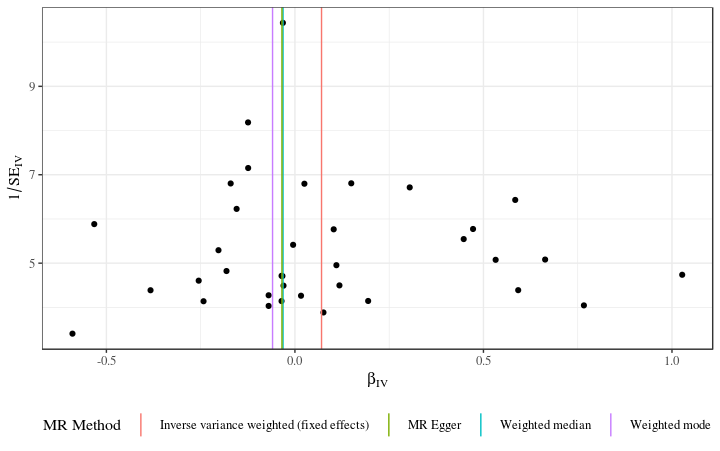 9
7
5
1/SE_IV
-0.5 0.0 0.5 1.0
β_IV
MR Method Inverse variance weighted (fixed effects) MR Egger Weighted median Weighted mode